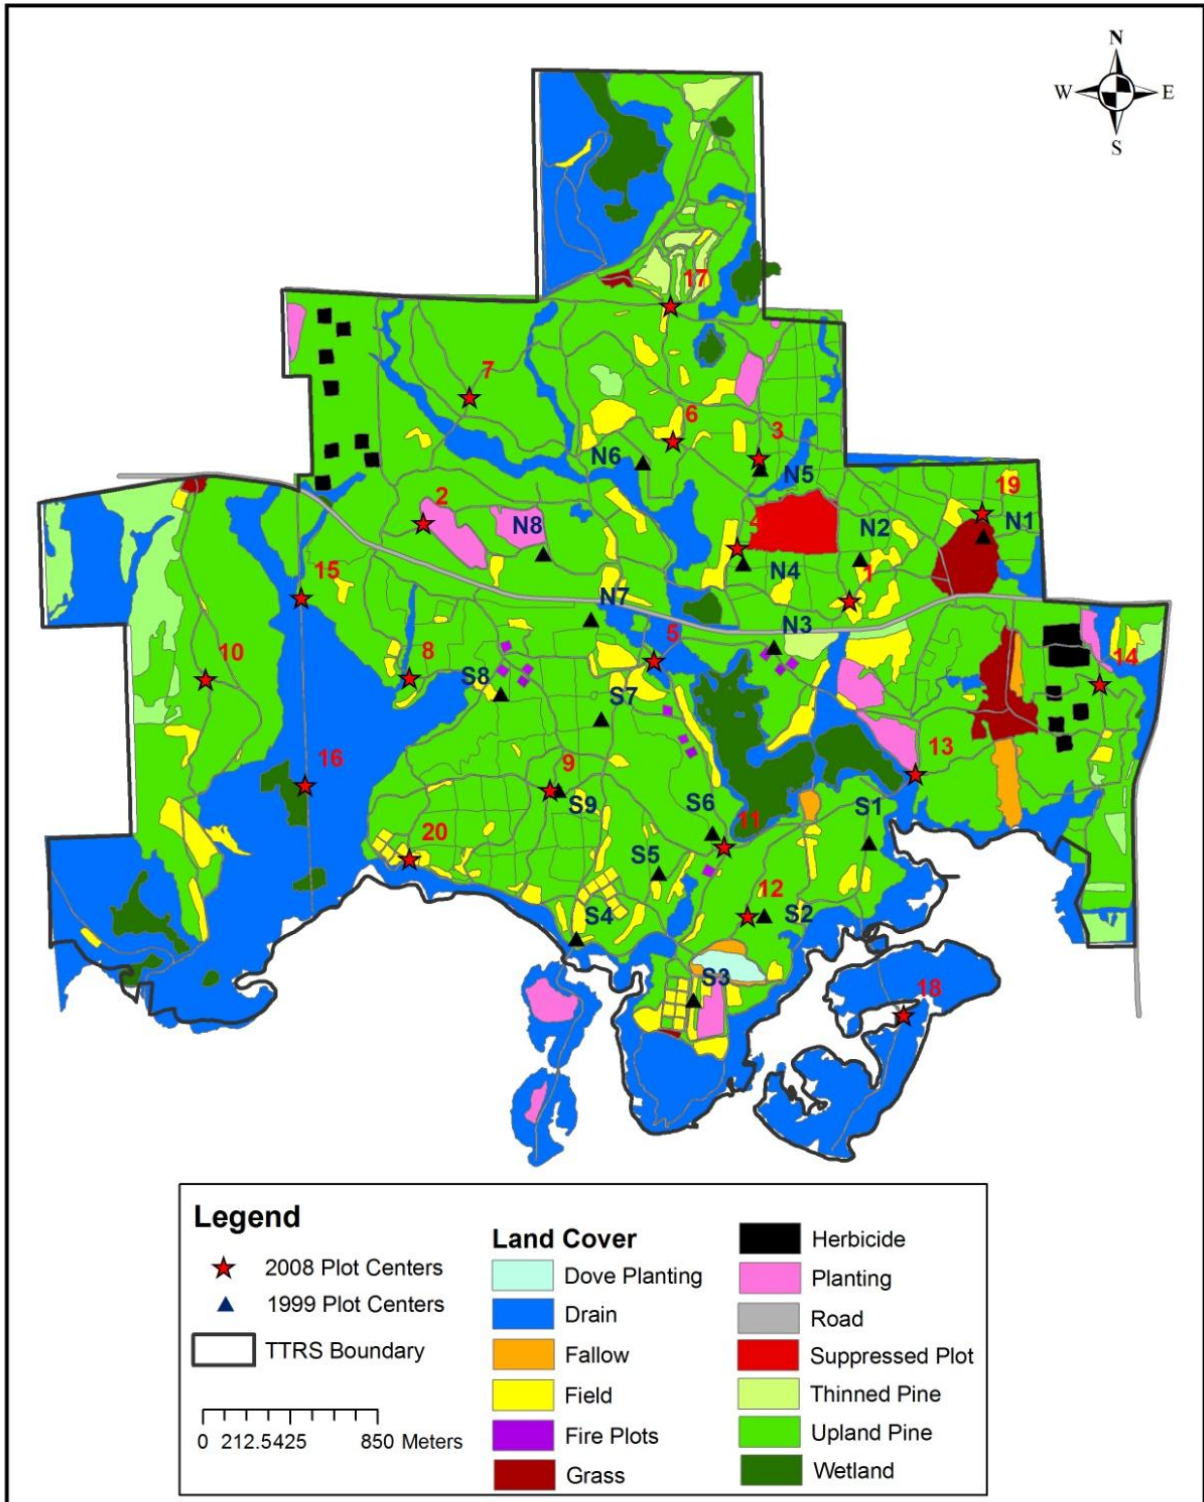 N
W E
S
17
7
6
3
N6
N5
2
N8
19
N2
N1
4
N4
15
1
N7
5
N3
10
8
14
S8
S7
16
9
13
S9
S6
11
S1
20
S5
12
S4
S2
S3
18
Legend
2008 Plot Centers
1999 Plot Centers
TTRS Boundary
0 212.5425 850 Meters
Land Cover
Dove Planting
Drain
Fallow
Field
Fire Plots
Grass
Herbicide
Planting
Road
Suppressed Plot
Thinned Pine
Upland Pine
Wetland